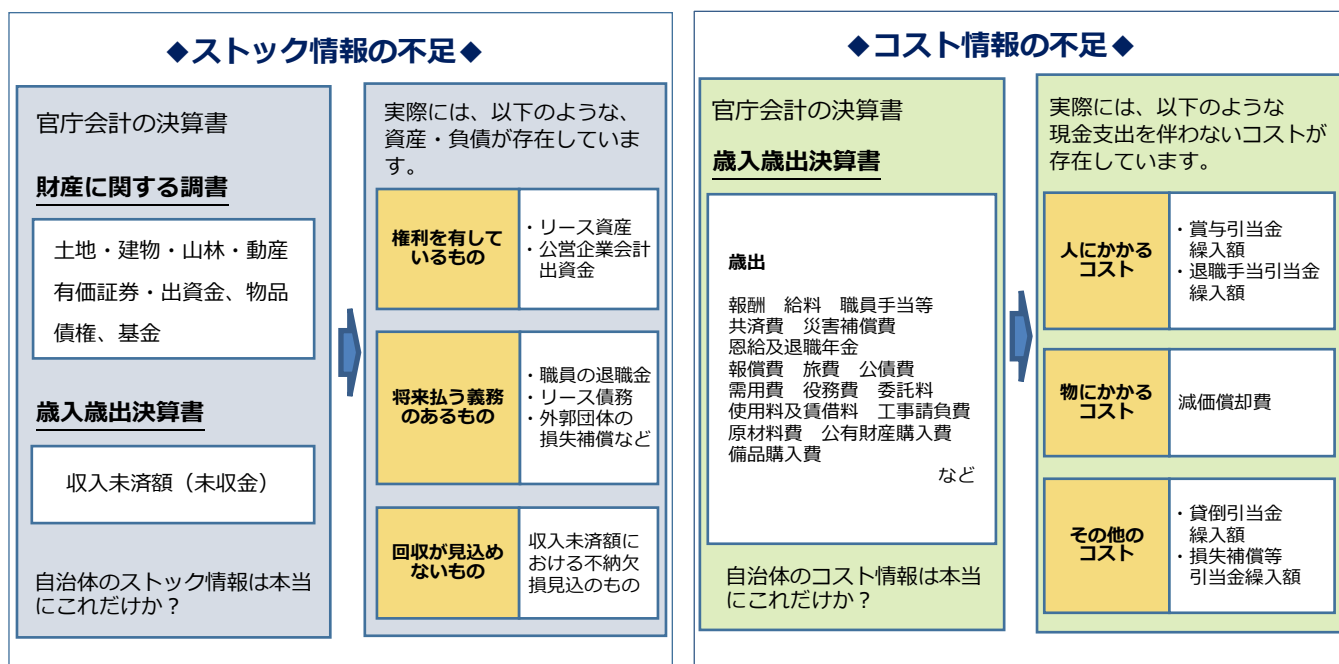 ◆ストック情報の不足◆
官庁会計の決算書
財産に関する調書
土地・建物・山林・動産
有価証券・出資金、物品
債権、基金
歳入歳出決算書
収入未済額（未収金）
自治体のストック情報は本当
にこれだけか？
実際には、以下のような、
資産・負債が存在していま
す。
権利を有して
いるもの
・リース資産
・公営企業会計
出資金
将来払う義務
のあるもの
・職員の退職金
・リース債務
・外郭団体の
損失補償など
回収が見込め
ないもの
収入未済額に
おける不納欠
損見込のもの
◆コスト情報の不足◆
官庁会計の決算書
歳入歳出決算書
歳出
報酬　給料　職員手当等
共済費　災害補償費
恩給及退職年金
報償費　旅費　公債費
需用費　役務費　委託料
使用料及賃借料　工事請負費
原材料費　公有財産購入費
備品購入費
など
自治体のコスト情報は本当
にこれだけか？
実際には、以下のような
現金支出を伴わないコストが
存在しています。
人にかかる
コスト
・賞与引当金
繰入額
・退職手当引当金
繰入額
物にかかる
コスト
減価償却費
その他の
コスト
・貸倒引当金
繰入額
・損失補償等
引当金繰入額